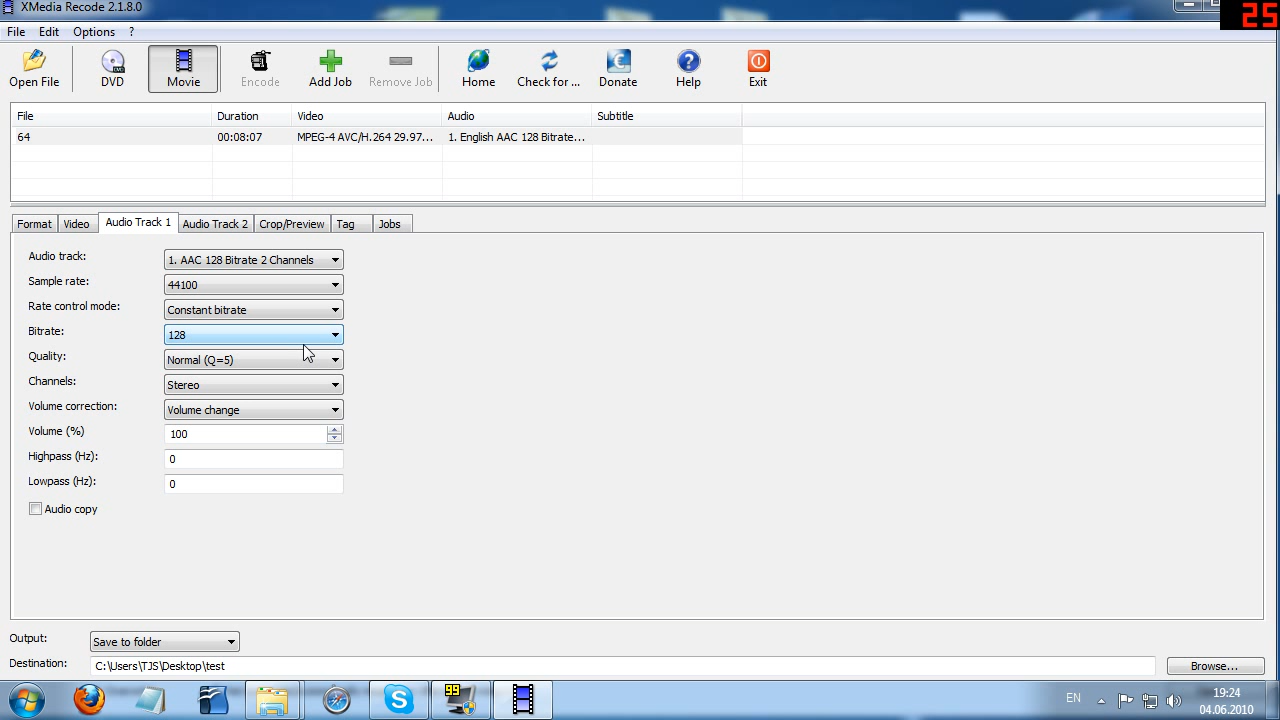 XMedia Recode 2.1.8.0
25
File Edit Options ?
Open File DVD Movie Encode Add Job Remove Job Home Check for ... Donate Help Exit
File Duration Video Audio Subtitle
64 00:08:07 MPEG-4 AVC/H.264 29.97... 1. English AAC 128 Bitrate...
Format Video Audio Track 1 Audio Track 2 Crop/Preview Tag Jobs
Audio track: 1. AAC 128 Bitrate 2 Channels
Sample rate: 44100
Rate control mode: Constant bitrate
Bitrate: 128
Quality: Normal (Q=5)
Channels: Stereo
Volume correction: Volume change
Volume (%) 100
Highpass (Hz): 0
Lowpass (Hz): 0
Audio copy
Output: Save to folder
Destination: C:\Users\TJS\Desktop\test Browse...
99
EN
19:24
04.06.2010